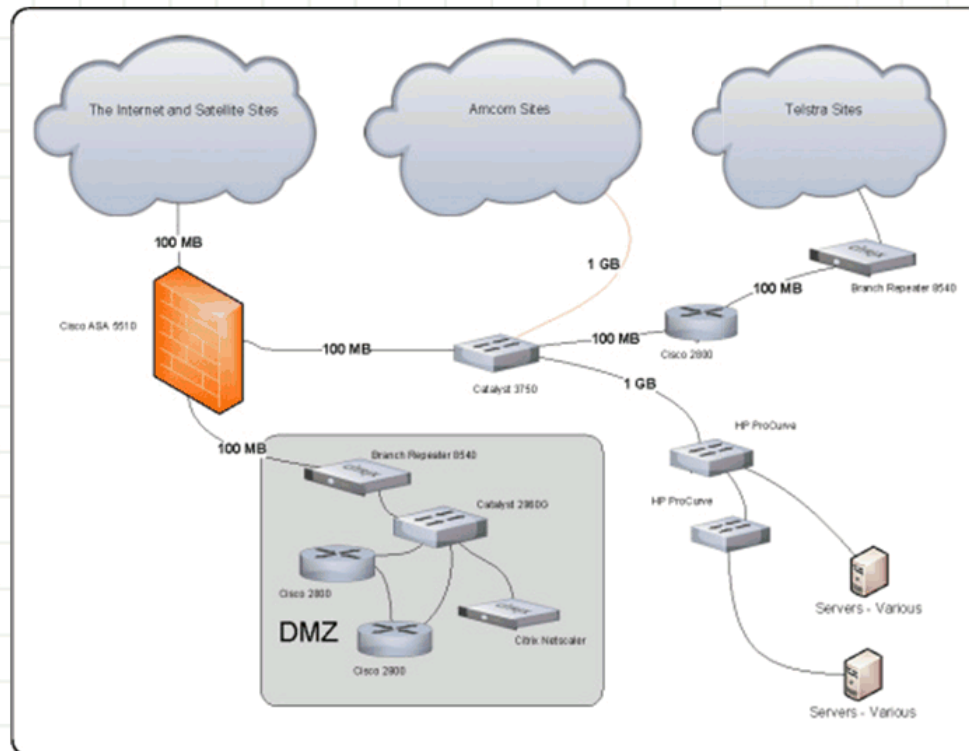 The Internet and Satellite Sites
Amcom Sites
Telstra Sites
100 MB
1 GB
100 MB
Branch Repeater 8540
Cisco ASA 5510
100 MB
100 MB
Cisco 2800
Catalyst 3750
1 GB
HP ProCurve
100 MB
CITRIX
Branch Repeater 8540
HP ProCurve
Catalyst 2960G
Cisco 2800
Servers - Various
CITRIX
DMZ
Citrix Netscaler
Cisco 2800
Servers - Various